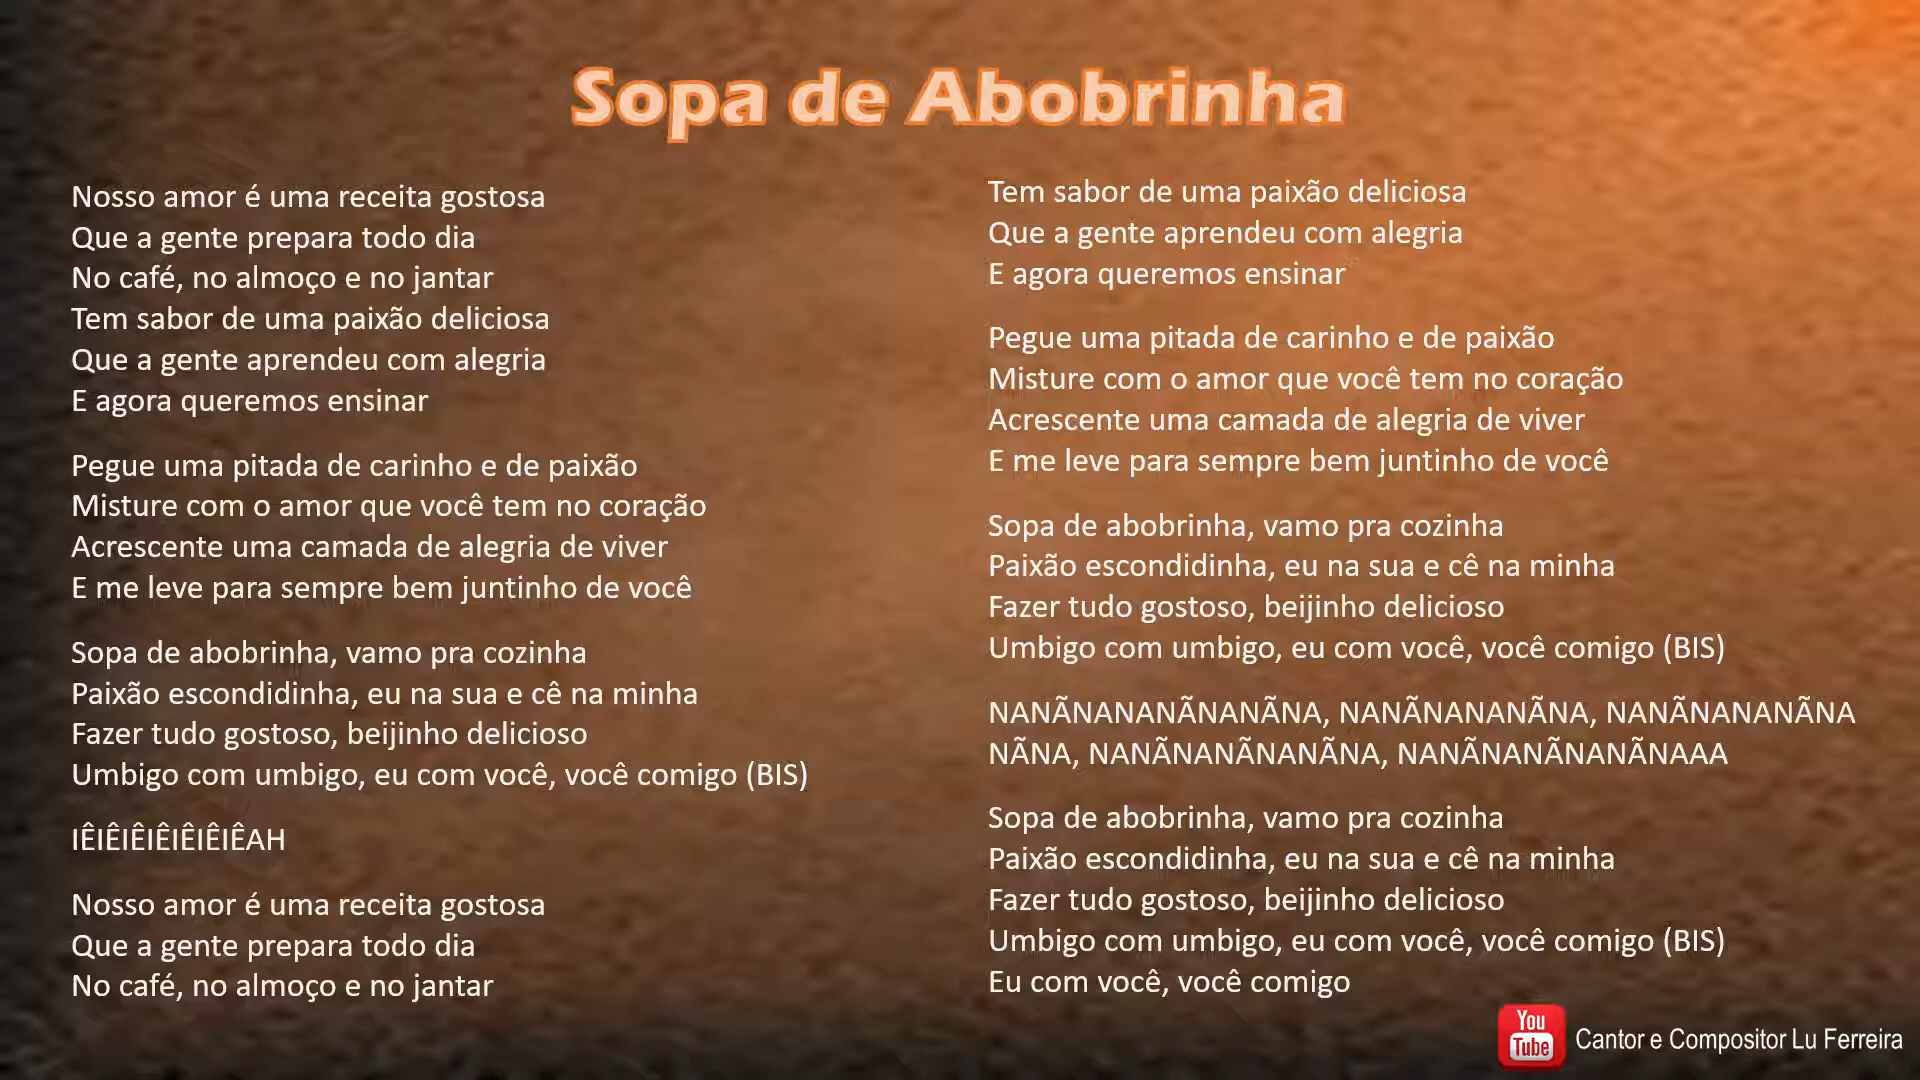 Sopa de Abobrinha
Nosso amor é uma receita gostosa
Que a gente prepara todo dia
No café, no almoço e no jantar
Tem sabor de uma paixão deliciosa
Que a gente aprendeu com alegria
E agora queremos ensinar
Pegue uma pitada de carinho e de paixão
Misture com o amor que você tem no coração
Acrescente uma camada de alegria de viver
E me leve para sempre bem juntinho de você
Sopa de abobrinha, vamo pra cozinha
Paixão escondidinha, eu na sua e cê na minha
Fazer tudo gostoso, beijinho delicioso
Umbigo com umbigo, eu com você, você comigo (BIS)
IÊIÊIÊIÊIÊIÊIÊAH
Nosso amor é uma receita gostosa
Que a gente prepara todo dia
No café, no almoço e no jantar
Tem sabor de uma paixão deliciosa
Que a gente aprendeu com alegria
E agora queremos ensinar
Pegue uma pitada de carinho e de paixão
Misture com o amor que você tem no coração
Acrescente uma camada de alegria de viver
E me leve para sempre bem juntinho de você
Sopa de abobrinha, vamo pra cozinha
Paixão escondidinha, eu na sua e cê na minha
Fazer tudo gostoso, beijinho delicioso
Umbigo com umbigo, eu com você, você comigo (BIS)
NANÃNANANÃNANÃNA, NANÃNANANÃNA, NANÃNANANÃNA
NÃNA, NANÃNANÃNANÃNA, NANÃNANÃNANÃNAAA
Sopa de abobrinha, vamo pra cozinha
Paixão escondidinha, eu na sua e cê na minha
Fazer tudo gostoso, beijinho delicioso
Umbigo com umbigo, eu com você, você comigo (BIS)
Eu com você, você comigo
You
Tube
Cantor e Compositor Lu Ferreira